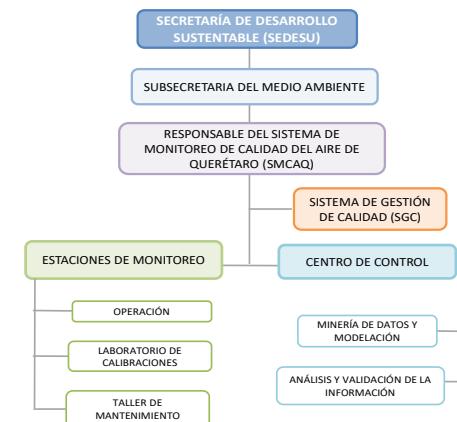 SECRETARÍA DE DESARROLLO
SUSTENTABLE (SEDESU)
SUBSECRETARIA DEL MEDIO AMBIENTE
RESPONSABLE DEL SISTEMA DE
MONITOREO DE CALIDAD DEL AIRE DE
QUERÉTARO (SMCAQ)
SISTEMA DE GESTIÓN
DE CALIDAD (SGC)
ESTACIONES DE MONITOREO
CENTRO DE CONTROL
OPERACIÓN
LABORATORIO DE
CALIBRACIONES
TALLER DE
MANTENIMIENTO
MINERÍA DE DATOS Y
MODELACIÓN
ANÁLISIS Y VALIDACIÓN DE LA
INFORMACIÓN